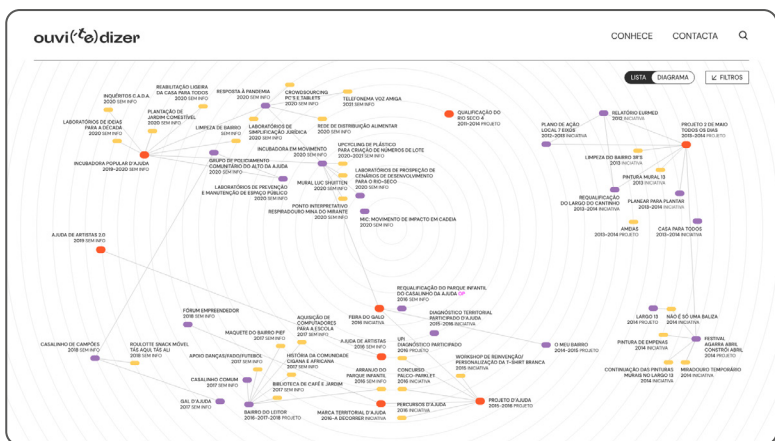 ouvi(te)dizer
CONHECE
CONTACTA
LISTA
DIAGRAMA
FILTROS
INQUÉRITOS C.A.D.A.
2020 SEM INFO
REABILITAÇÃO LIGEIRA
DA CASA PARA TODOS
2020 SEM INFO
RESPOSTA À PANDEMIA
2020 SEM INFO
CROWDSOURCING
PC'S E TABLETS
2020 SEM INFO
TELEFONEMA VOZ AMIGA
2021 SEM INFO
LABORATÓRIOS DE IDEIAS
PARA A DÉCADA
2020 SEM INFO
PLANTAÇÃO DE
JARDIM COMESTÍVEL
2020 SEM INFO
LIMPEZA DE BAIRRO
SEM INFO
LABORATÓRIOS DE
SIMPLIFICAÇÃO JURÍDICA
2020 SEM INFO
REDE DE DISTRIBUIÇÃO ALIMENTAR
2020 SEM INFO
QUALIFICAÇÃO DO
RIO SECO 4
2011-2014 PROJETO
PLANO DE AÇÃO
LOCAL 7 EIXOS
2012-2013 INICIATIVA
RELATÓRIO EURMED
2012 INICIATIVA
PROJETO 2 DE MAIO
TODOS OS DIAS
2013-2014 PROJETO
INCUBADORA POPULAR D'AJUDA
2019-2020 SEM INFO
GRUPO DE POLICIAMENTO
COMUNITÁRIO DO ALTO DA AJUDA
2020 SEM INFO
INCUBADORA EM MOVIMENTO
2020 SEM INFO
UPCYCLING DE PLÁSTICO
PARA CRIAÇÃO DE NÚMEROS DE LOTE
2020-2021 SEM INFO
LIMPEZA DO BAIRRO 3R'S
2013 INICIATIVA
LABORATÓRIOS DE PREVENÇÃO
E MANUTENÇÃO DE ESPAÇO PÚBLICO
2020 SEM INFO
MURAL LUC SHUITTEN
2020 SEM INFO
LABORATÓRIOS DE PROSPEÇÃO DE
CENÁRIOS DE DESENVOLVIMENTO
PARA O RIO-SECO
2020 SEM INFO
PINTURA MURAL 13
2013 INICIATIVA
REQUALIFICAÇÃO
DO LARGO DO CANTINHO
2013-2014 INICIATIVA
PLANEAR PARA PLANTAR
2013-2014 INICIATIVA
PONTO INTERPRETATIVO
RESPIRADOURO MINA DO MIRANTE
2020 SEM INFO
MIC: MOVIMENTO DE IMPACTO EM CADEIA
2020 SEM INFO
AMIDAS
2013-2014 PROJETO
CASA PARA TODOS
2013-2014 INICIATIVA
AJUDA DE ARTISTAS 2.0
2019 SEM INFO
REQUALIFICAÇÃO DO PARQUE INFANTIL
DO CASALINHO DA AJUDA OP
2018 SEM INFO
FÓRUM EMPREENDEDOR
2018 SEM INFO
AQUISIÇÃO DE
COMPUTADORES
PARA A ESCOLA
2017 SEM INFO
FEIRA DO GALO
2016 INICIATIVA
DIAGNÓSTICO TERRITORIAL
PARTICIPADO D'AJUDA
2015-2016 INICIATIVA
LARGO 13
2014 PROJETO
NÃO É SÓ UMA BALIZA
2014 INICIATIVA
MAQUETE DO BAIRRO PIEF
2017 SEM INFO
AJUDA DE ARTISTAS
2016 SEM INFO
UPI
DIAGNÓSTICO PARTICIPADO
2016 PROJETO
O MEU BAIRRO
2014-2015 PROJETO
PINTURA DE EMPENAS
2014 INICIATIVA
FESTIVAL
AGARRA ABRIL
CONSTRÓI ABRIL
2014 PROJETO
CASALINHO DE CAMPÕES
2018 SEM INFO
ROULLOTE SNACK MÓVEL
TÁS AQUI, TÁS ALI
2018 SEM INFO
APOIO DANÇAS/FADO/FUTEBOL
2017 SEM INFO
HISTÓRIA DA COMUNIDADE
CIGANA E AFRICANA
2017 SEM INFO
ARRANJO DO
PARQUE INFANTIL
2016 SEM INFO
CONCURSO
PALCO-PARKLET
2016 INICIATIVA
WORKSHOP DE REINVENÇÃO/
PERSONALIZAÇÃO DA T-SHIRT BRANCA
2015 INICIATIVA
CONTINUAÇÃO DAS PINTURAS
MURAIS NO LARGO 13
2014 INICIATIVA
MIRADOURO TEMPORÁRIO
2014 INICIATIVA
CASALINHO COMUM
2017 SEM INFO
BIBLIOTECA DE CAFÉ E JARDIM
2017 SEM INFO
GAL D'AJUDA
2017 SEM INFO
BAIRRO DO LEITOR
2016-2017-2018 PROJETO
MARCA TERRITORIAL D'AJUDA
2016-A DECORRER INICIATIVA
PERCURSOS D'AJUDA
2016 INICIATIVA
PROJETO D'AJUDA
2015-2016 PROJETO